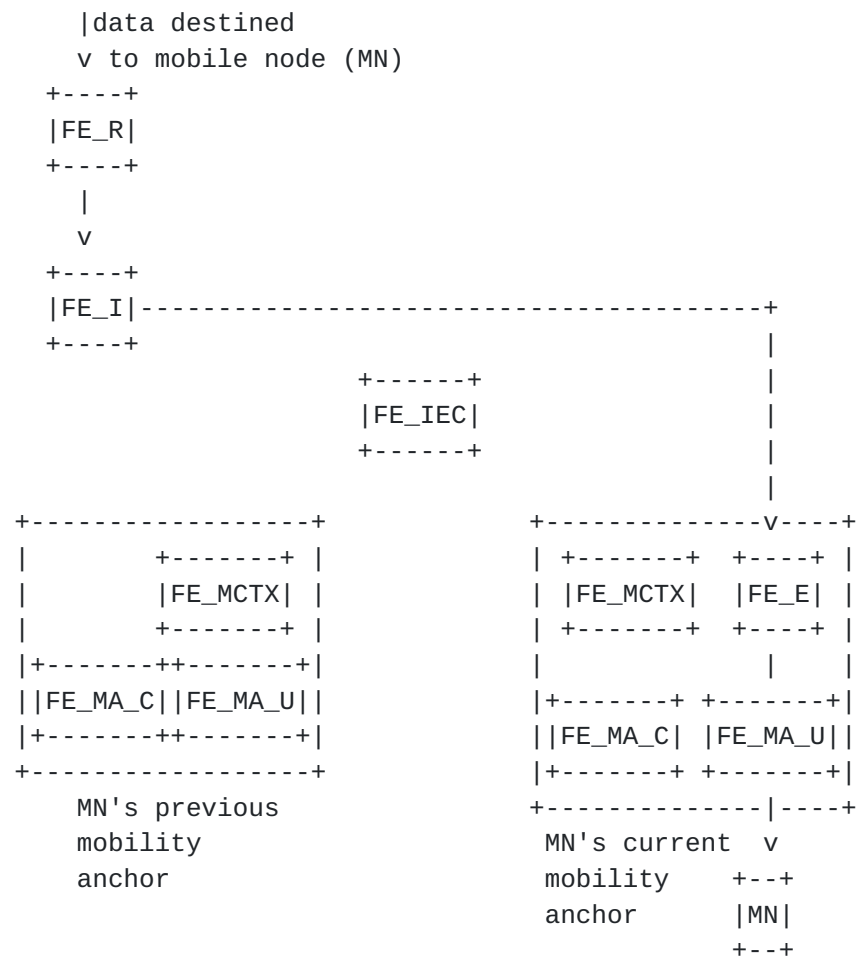 data destined
to mobile node (MN)
FE_R
FE_I
FE_IEC
FE_MCTX FE_MCTX FE_E
FE_MA_C FE_MA_U FE_MA_C FE_MA_U
MN's previous
mobility
anchor
MN's current
mobility
anchor
MN